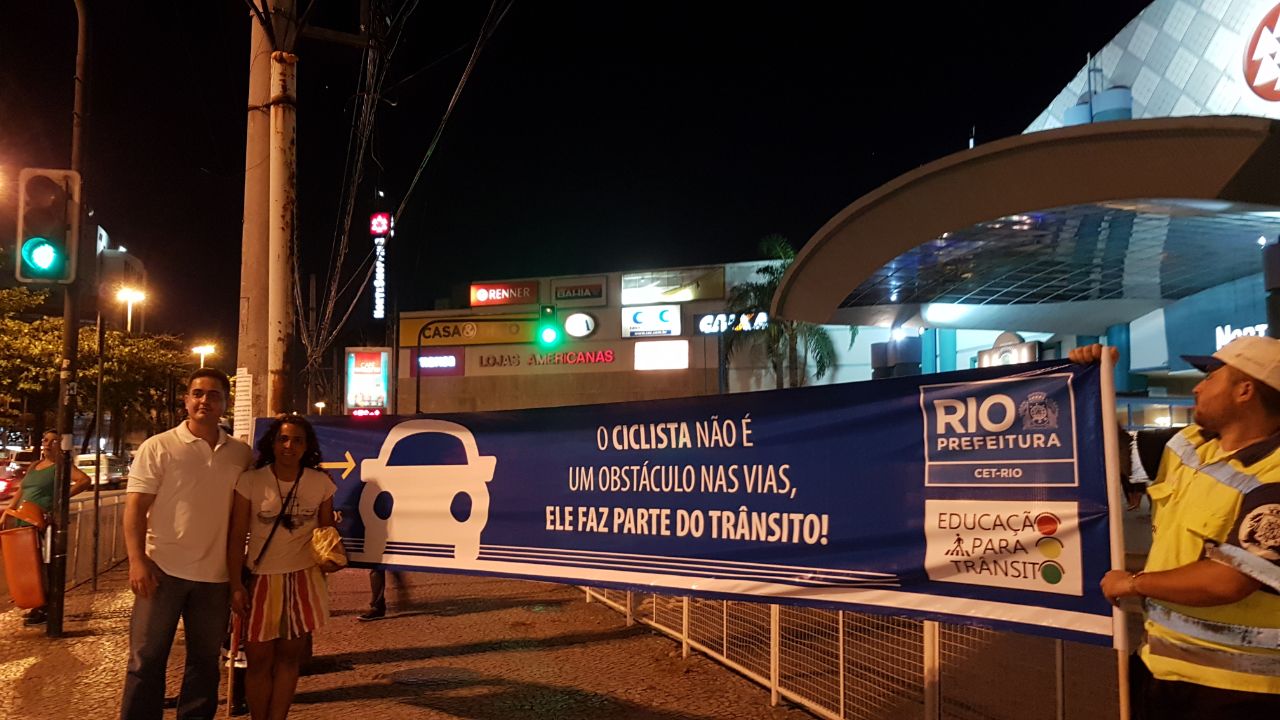 RENNER
BAHIA
CASA&
LOJAS AMERICANAS
CAIXA
O CICLISTA NÃO É
UM OBSTÁCULO NAS VIAS,
ELE FAZ PARTE DO TRÂNSITO!
RIO
PREFEITURA
CET-RIO
EDUCAÇÃO
PARA
TRÂNSITO